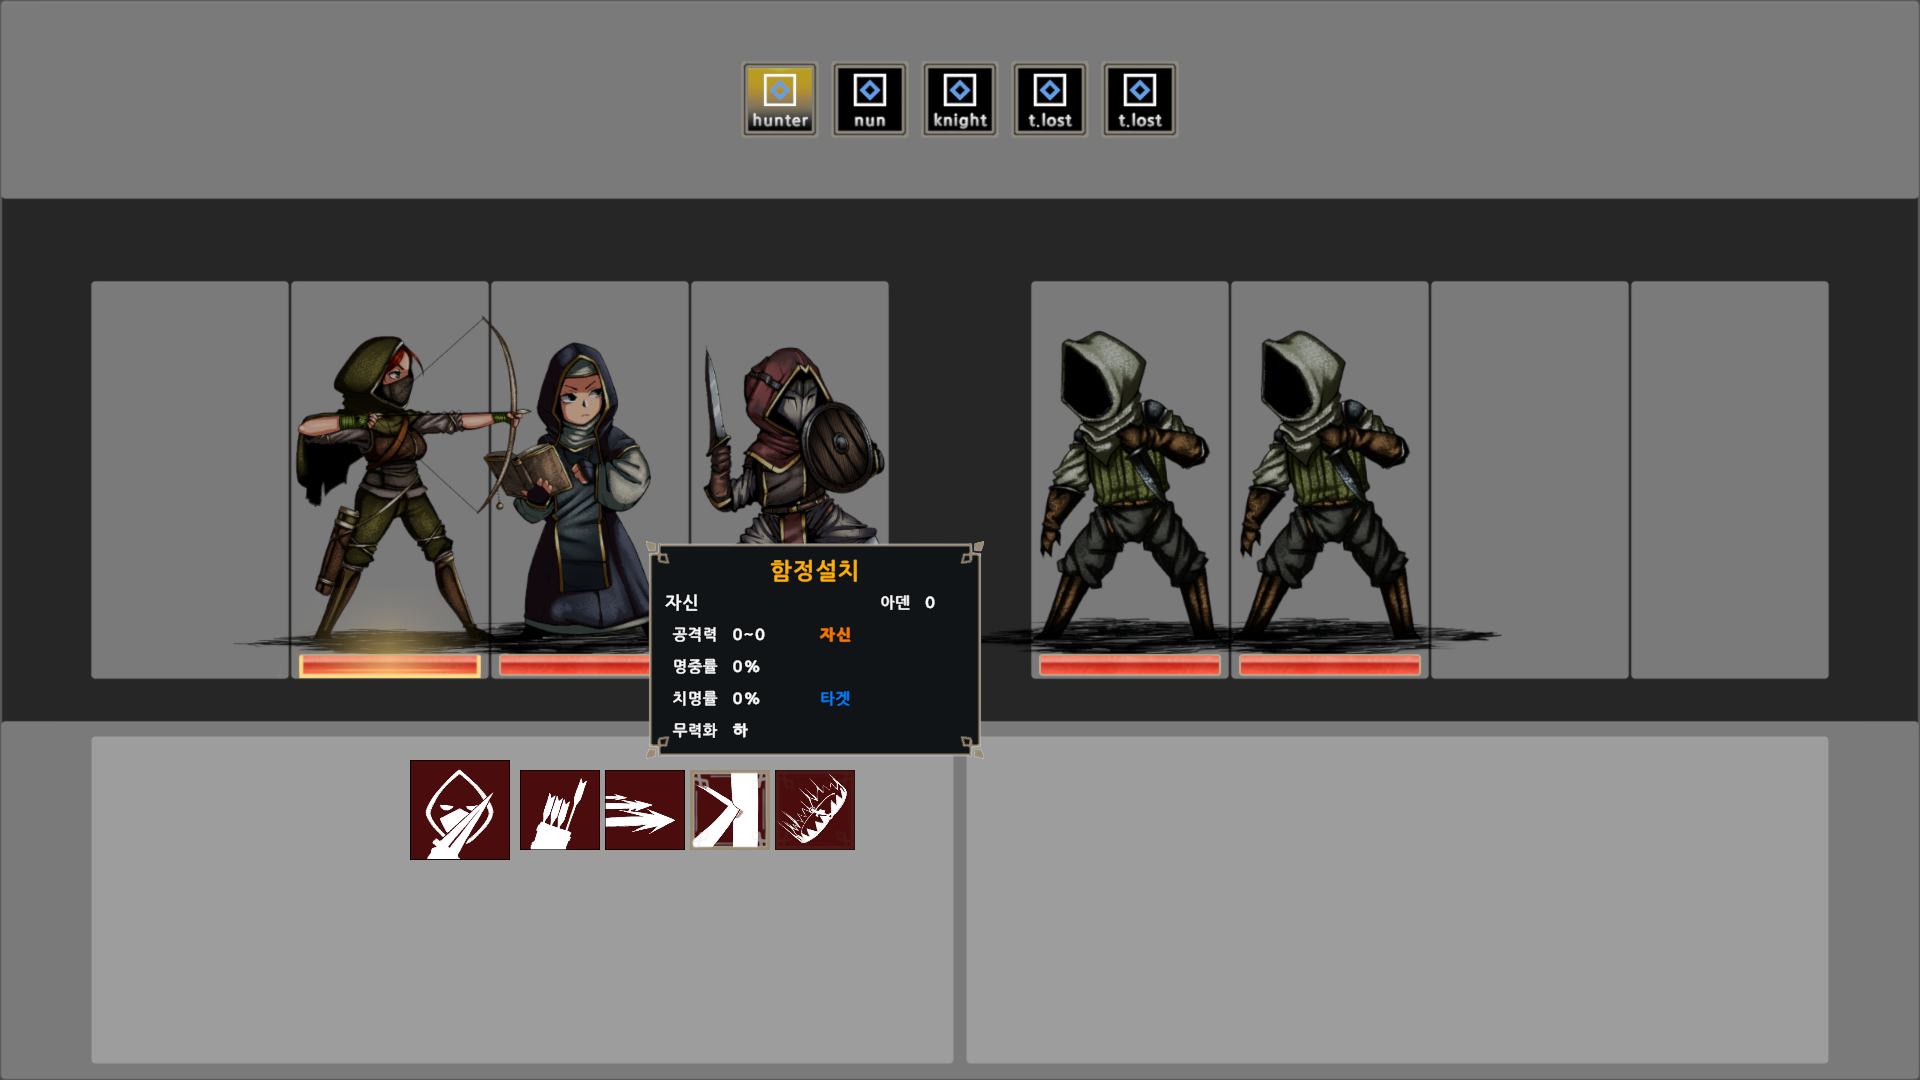 hunter nun knight t.lost t.lost
함정설치
자신 아덴 0
공격력 0~0 자신
명중률 0%
치명률 0% 타겟
무력화 하